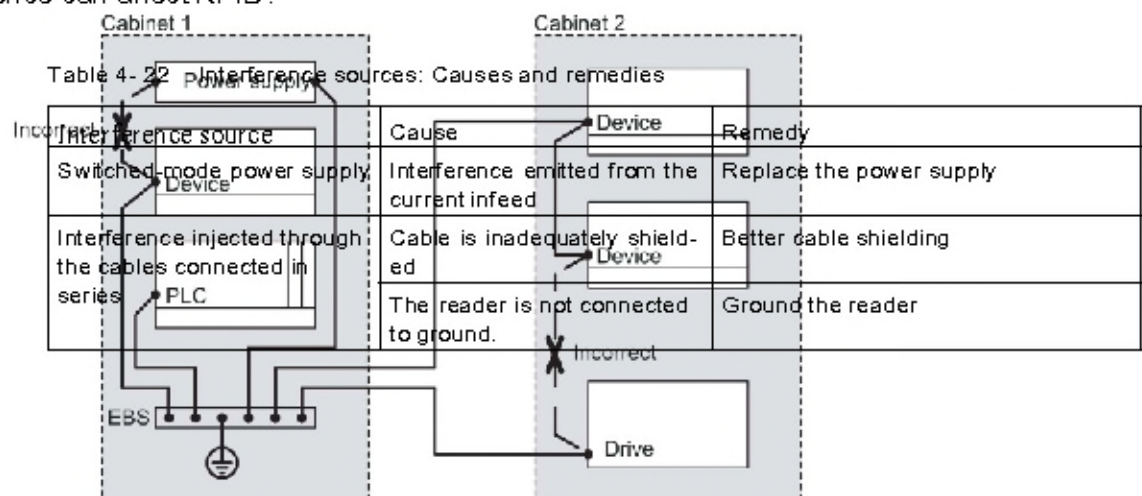 Cabinet 1
Cabinet 2
Table 4- 22 Interference sources: Causes and remedies
Power supply
Incorrect
Interference source
Cause
Remedy
Device
Switched-mode power supply
Interference emitted from the
current infeed
Replace the power supply
Device
Interference injected through
the cables connected in
series
Cable is inadequately shield-
ed
Better cable shielding
Device
PLC
The reader is not connected
to ground.
Ground the reader
Incorrect
EBS
Drive